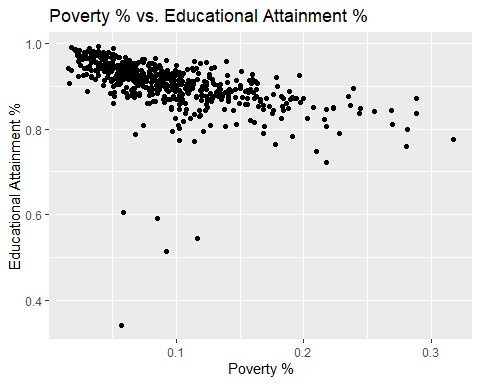 Poverty % vs. Educational Attainment %
1.0
0.8
0.6
0.4
Educational Attainment %
0.1
0.2
0.3
Poverty %